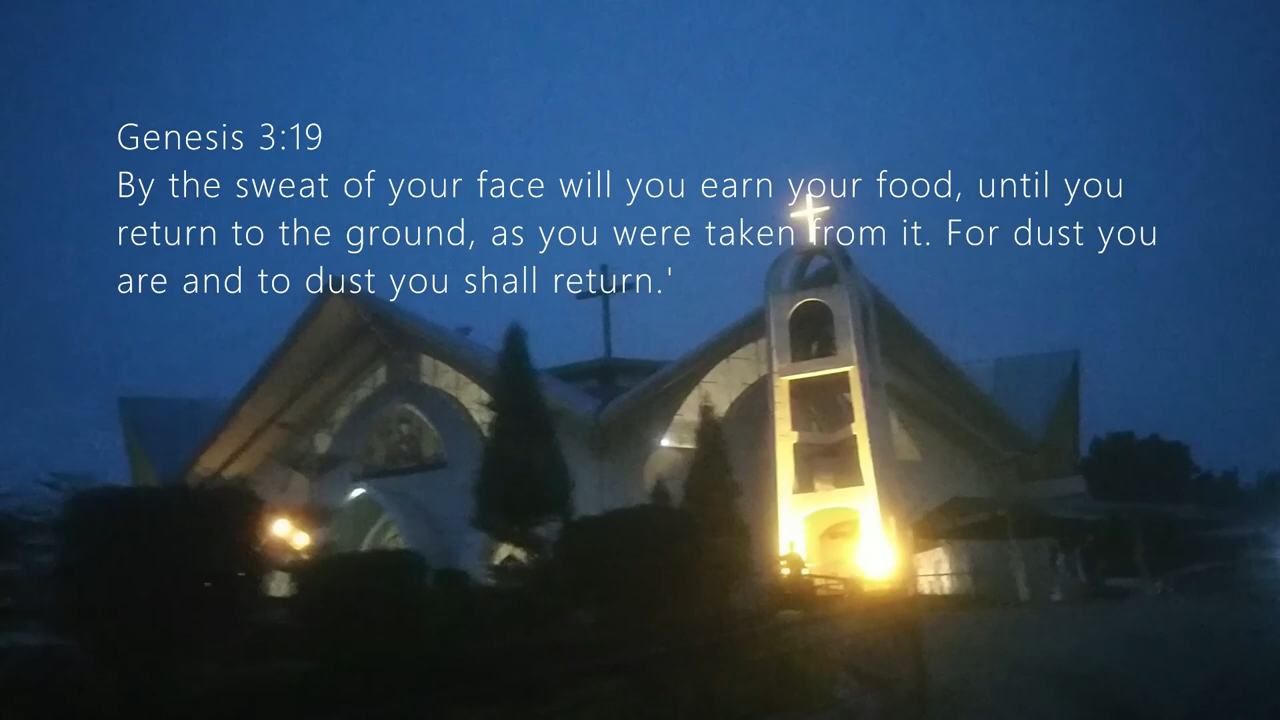 Genesis 3:19
By the sweat of your face will you earn your food, until you
return to the ground, as you were taken from it. For dust you
are and to dust you shall return.'